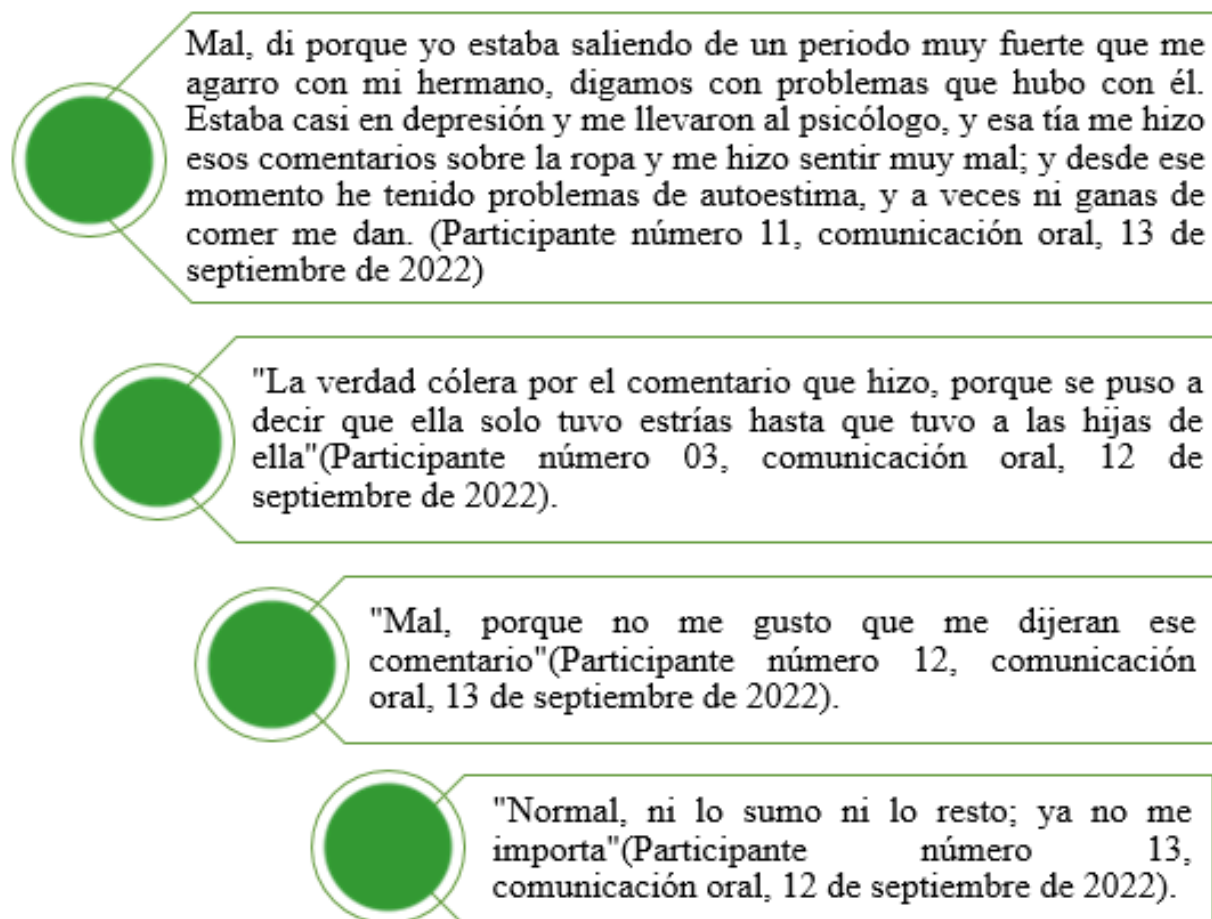 Mal, di porque yo estaba saliendo de un periodo muy fuerte que me
agarro con mi hermano, digamos con problemas que hubo con él.
Estaba casi en depresión y me llevaron al psicólogo, y esa tía me hizo
esos comentarios sobre la ropa y me hizo sentir muy mal; y desde ese
momento he tenido problemas de autoestima, y a veces ni ganas de
comer me dan. (Participante número 11, comunicación oral, 13 de
septiembre de 2022)
"La verdad cólera por el comentario que hizo, porque se puso a
decir que ella solo tuvo estrías hasta que tuvo a las hijas de
ella"(Participante número 03, comunicación oral, 12 de
septiembre de 2022).
"Mal, porque no me gusto que me dijeran ese
comentario"(Participante número 12, comunicación
oral, 13 de septiembre de 2022).
"Normal, ni lo sumo ni lo resto; ya no me
importa"(Participante número 13,
comunicación oral, 12 de septiembre de 2022).